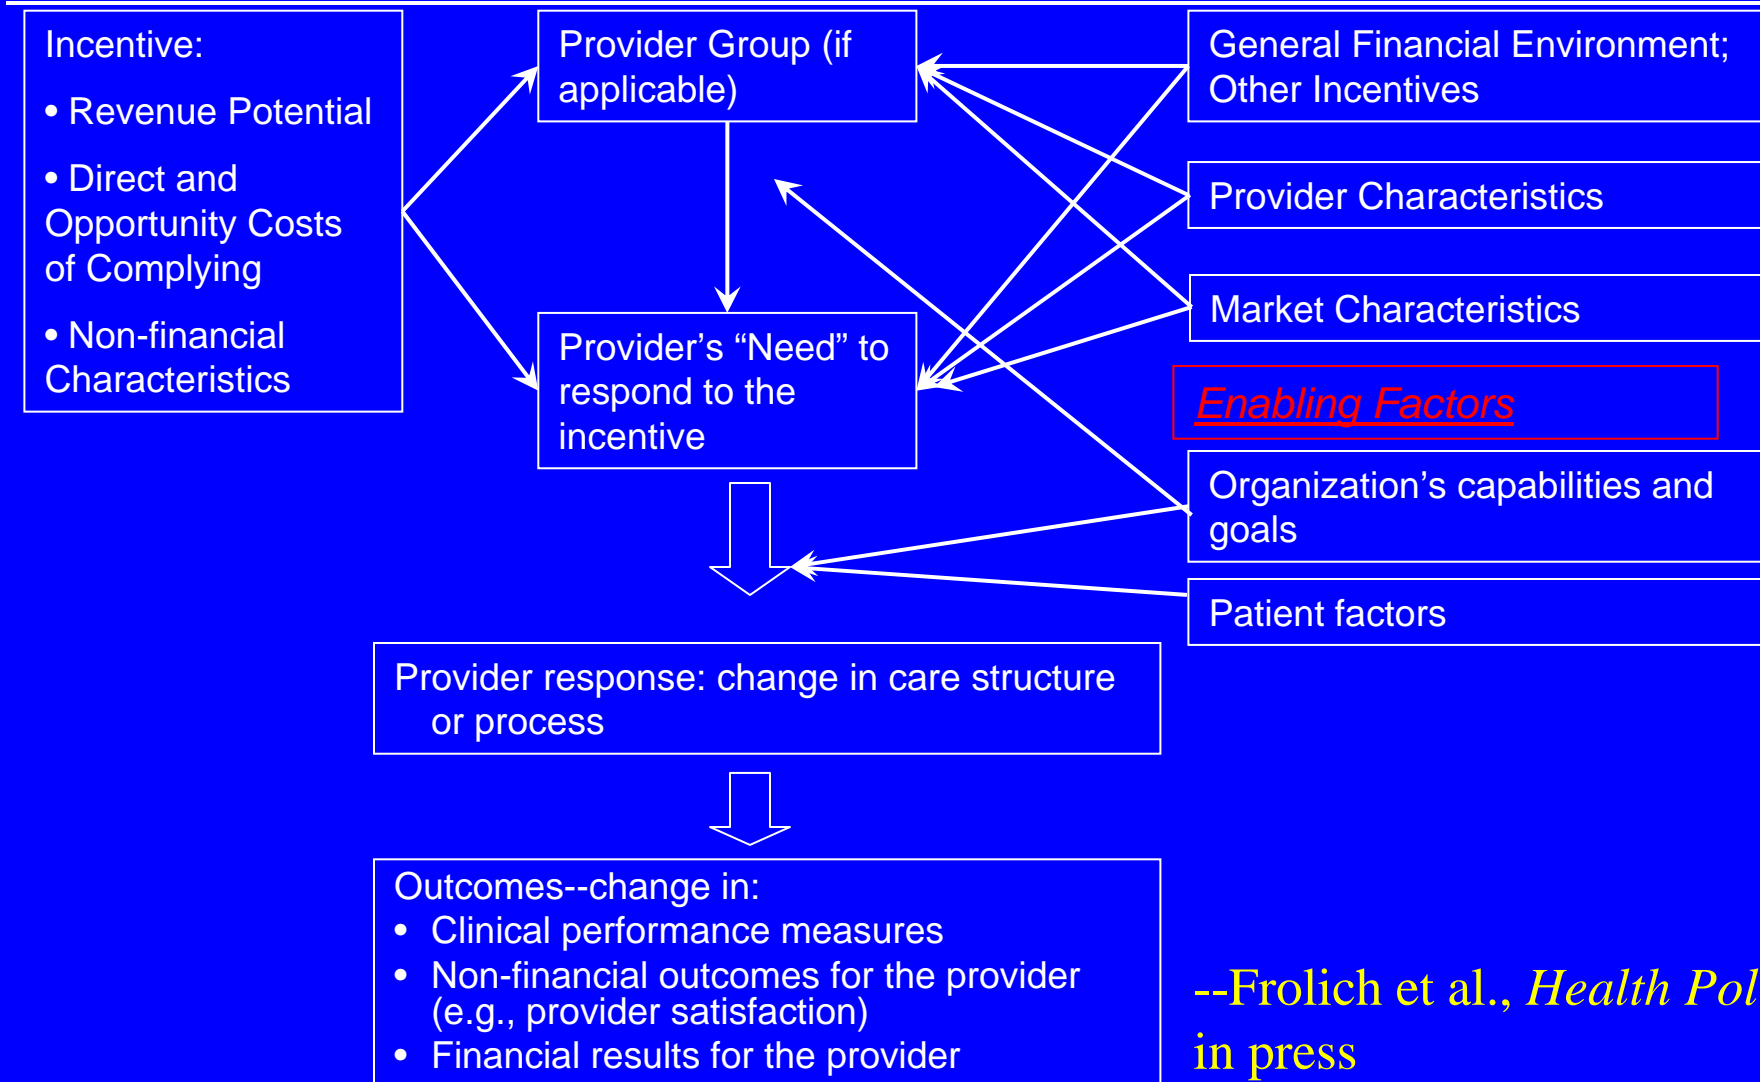 Incentive:
• Revenue Potential
• Direct and
Opportunity Costs
of Complying
• Non-financial
Characteristics
Provider Group (if
applicable)
Provider’s “Need” to
respond to the
incentive
General Financial Environment;
Other Incentives
Provider Characteristics
Market Characteristics
Enabling Factors
Organization’s capabilities and
goals
Patient factors
Provider response: change in care structure
or process
Outcomes--change in:
• Clinical performance measures
• Non-financial outcomes for the provider
(e.g., provider satisfaction)
• Financial results for the provider
--Frolich et al., Health Pol
in press